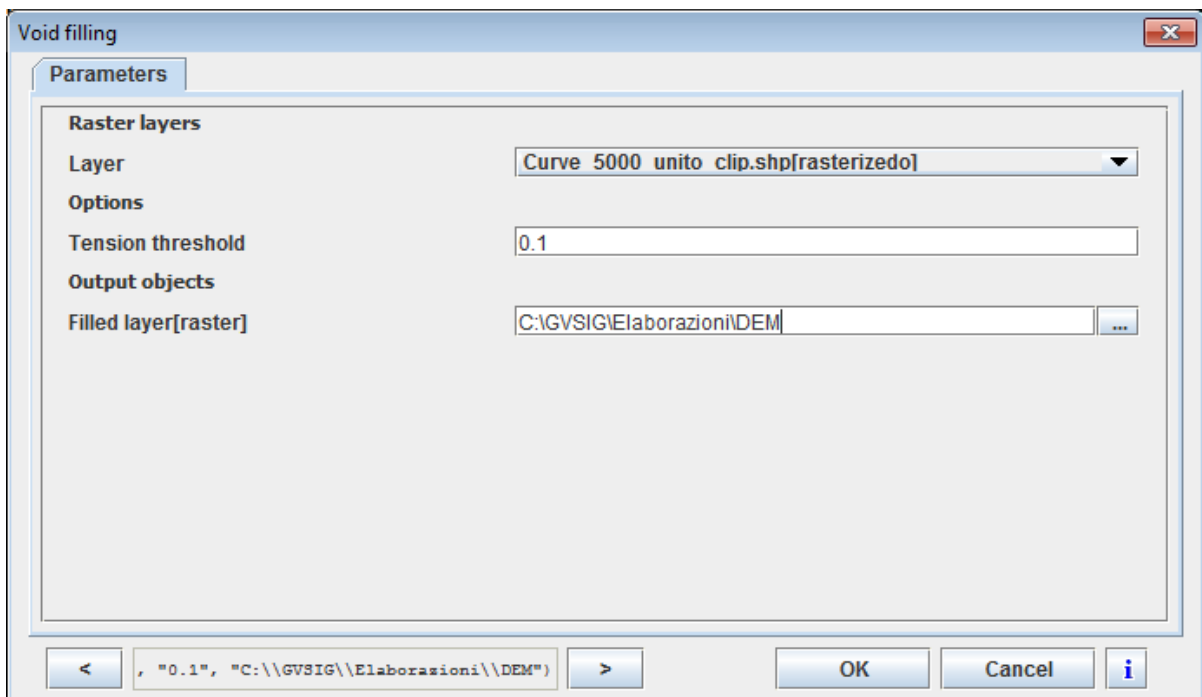 Void filling
Parameters
Raster layers
Layer
Curve_5000_unito_clip.shp[rasterizedo]
Options
Tension threshold
0.1
Output objects
Filled layer[raster]
C:\GVSIG\Elaborazioni\DEM
...
<
, "0.1", "C:\\GVSIG\\Elaborazioni\\DEM")
>
OK
Cancel
i